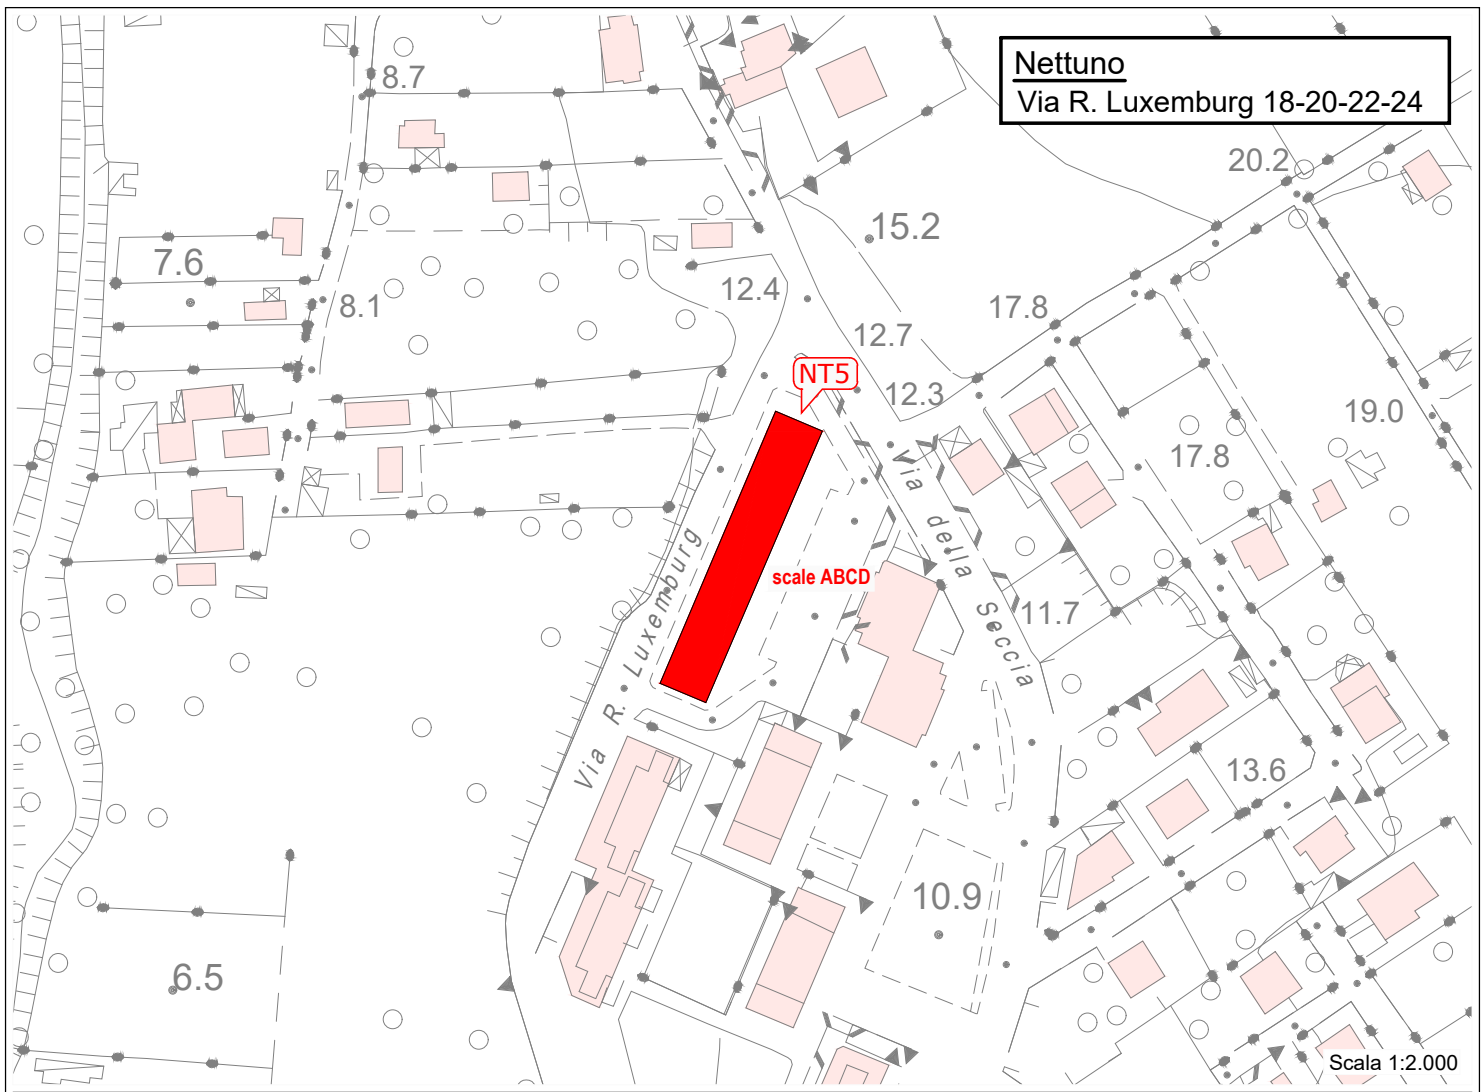 Nettuno
Via R. Luxemburg 18-20-22-24
8.7
20.2
15.2
7.6
12.4
8.1
17.8
12.7
NT5
12.3
19.0
17.8
Via della Seccia
scale ABCD
Via R. Luxemburg
11.7
13.6
10.9
6.5
Scala 1:2.000